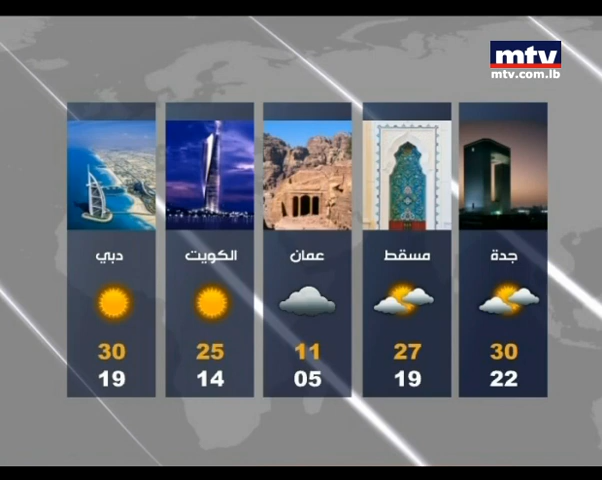 mtv
mtv.com.lb
جدة
مسقط
عمان
الكويت
دبي
30
27
11
25
30
22
19
05
14
19